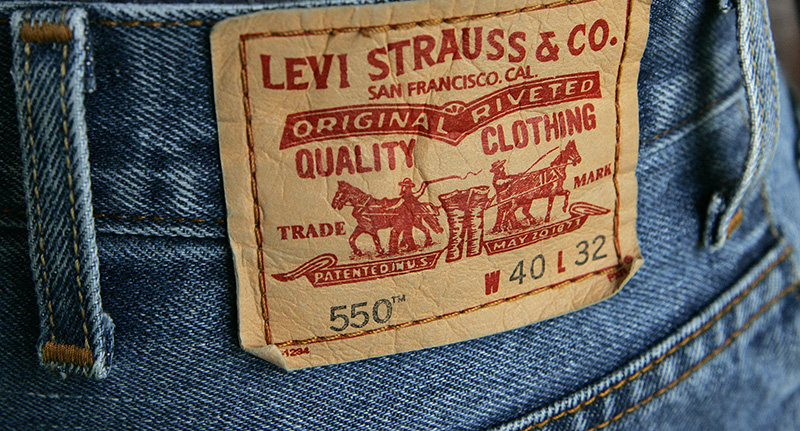 LEVI STRAUSS & CO.
SAN FRANCISCO. CAL.
ORIGINAL RIVETED
QUALITY CLOTHING
TRADE MARK
PATENTED IN U.S. MAY 20 1873
550™ W 40 L 32